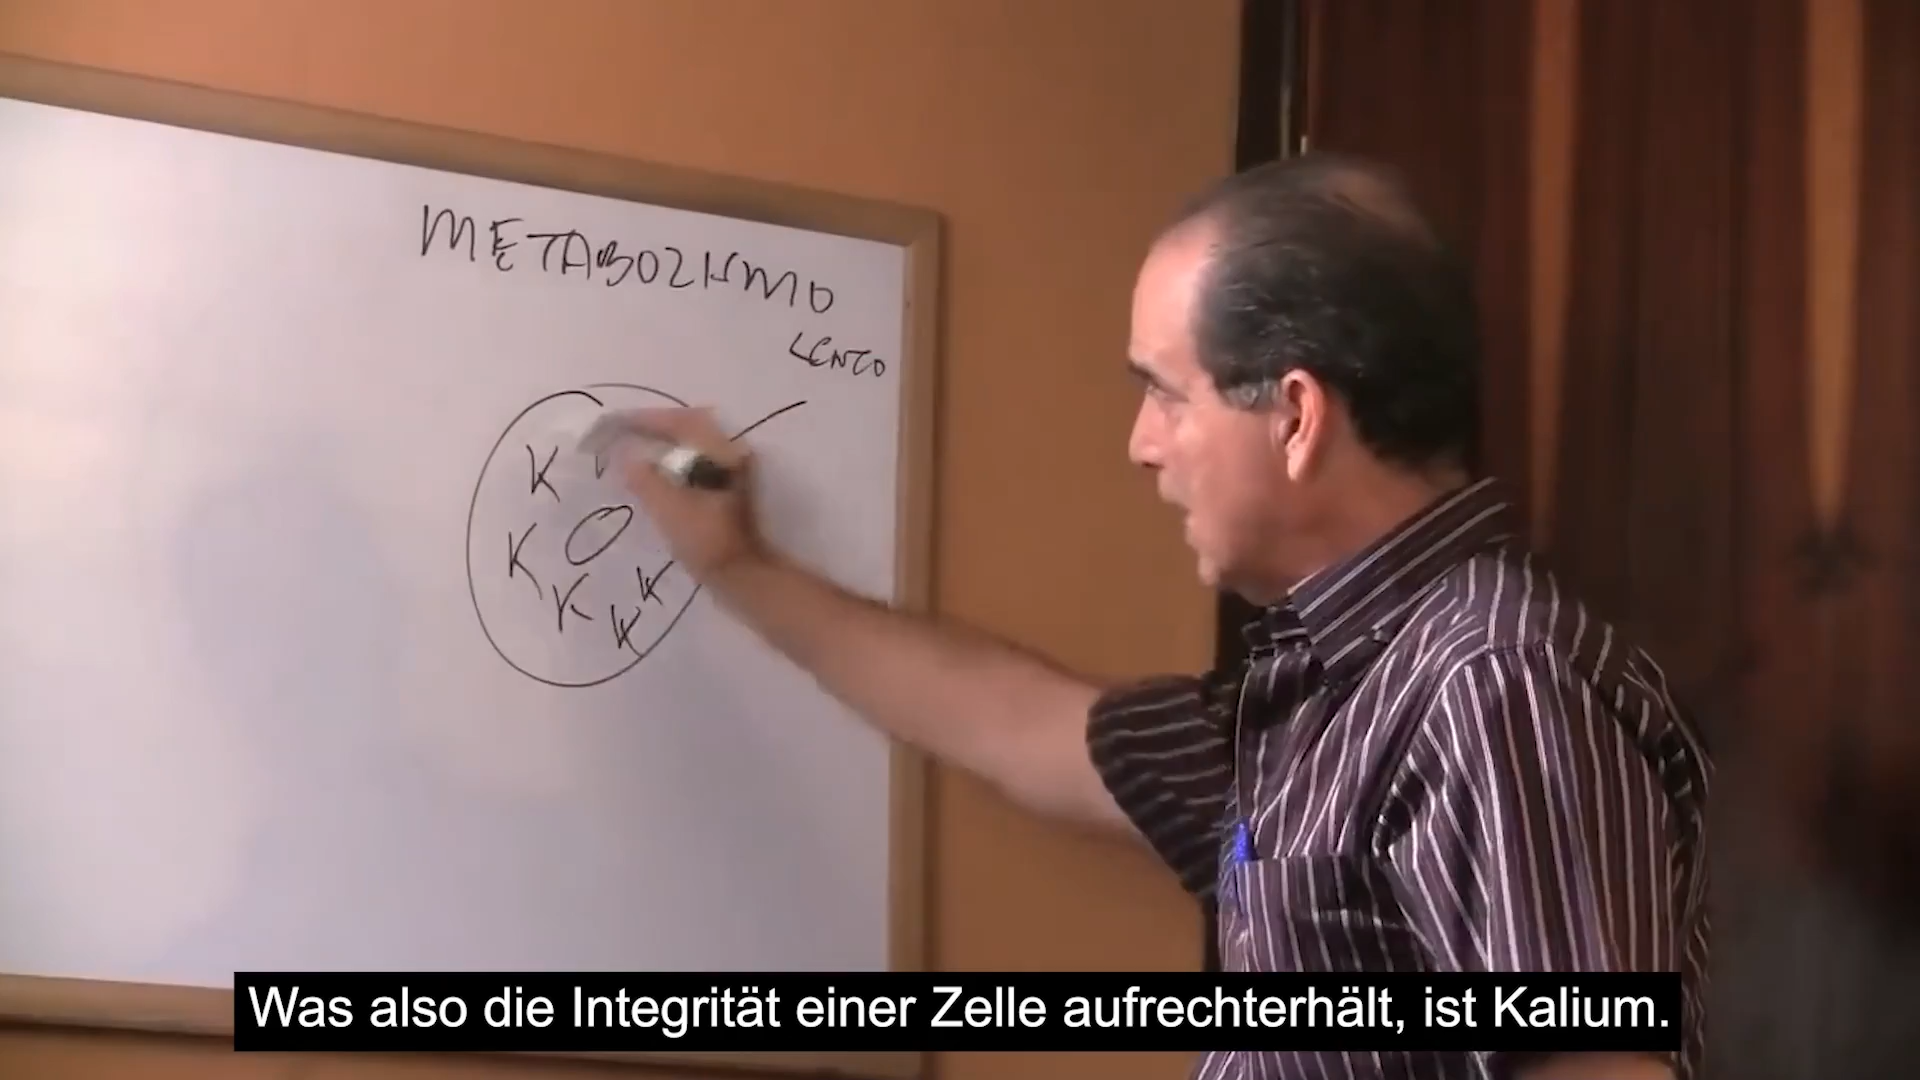 METABOLISMO
LENTO
K
K
K
K
K
Was also die Integrität einer Zelle aufrechterhält, ist Kalium.